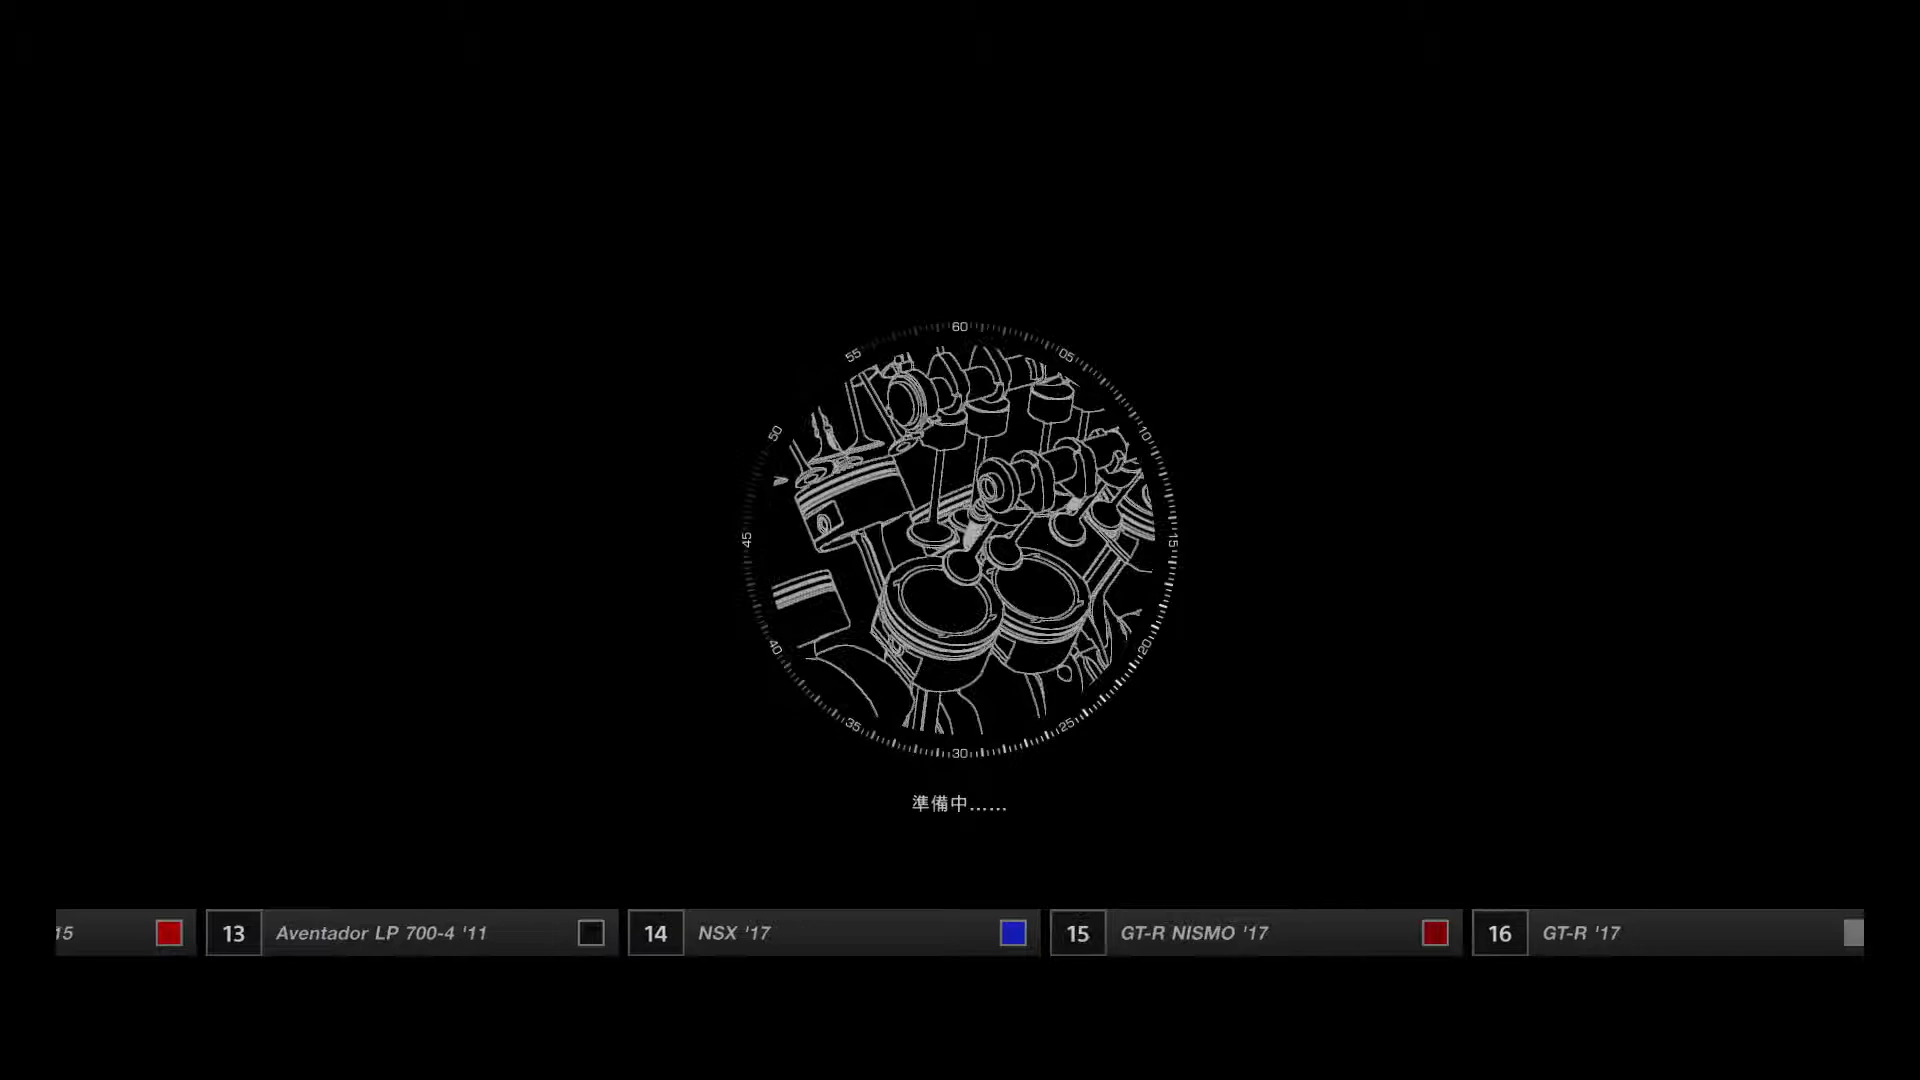 60
55
05
50
10
45
15
40
20
35
25
30
準備中……
15
13 Aventador LP 700-4 '11
14 NSX '17
15 GT-R NISMO '17
16 GT-R '17